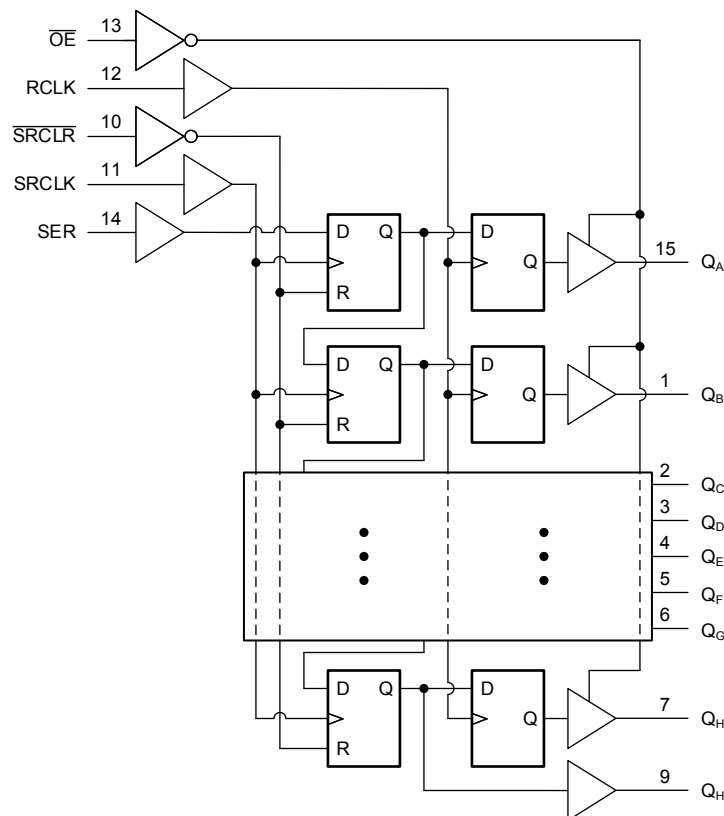 OE 13
RCLK 12
SRCLR 10
SRCLK 11
SER 14
D Q D Q
R
15 QA
D Q D Q
R
1 QB
2 QC
3 QD
4 QE
5 QF
6 QG
D Q D Q
R
7 QH
9 QH